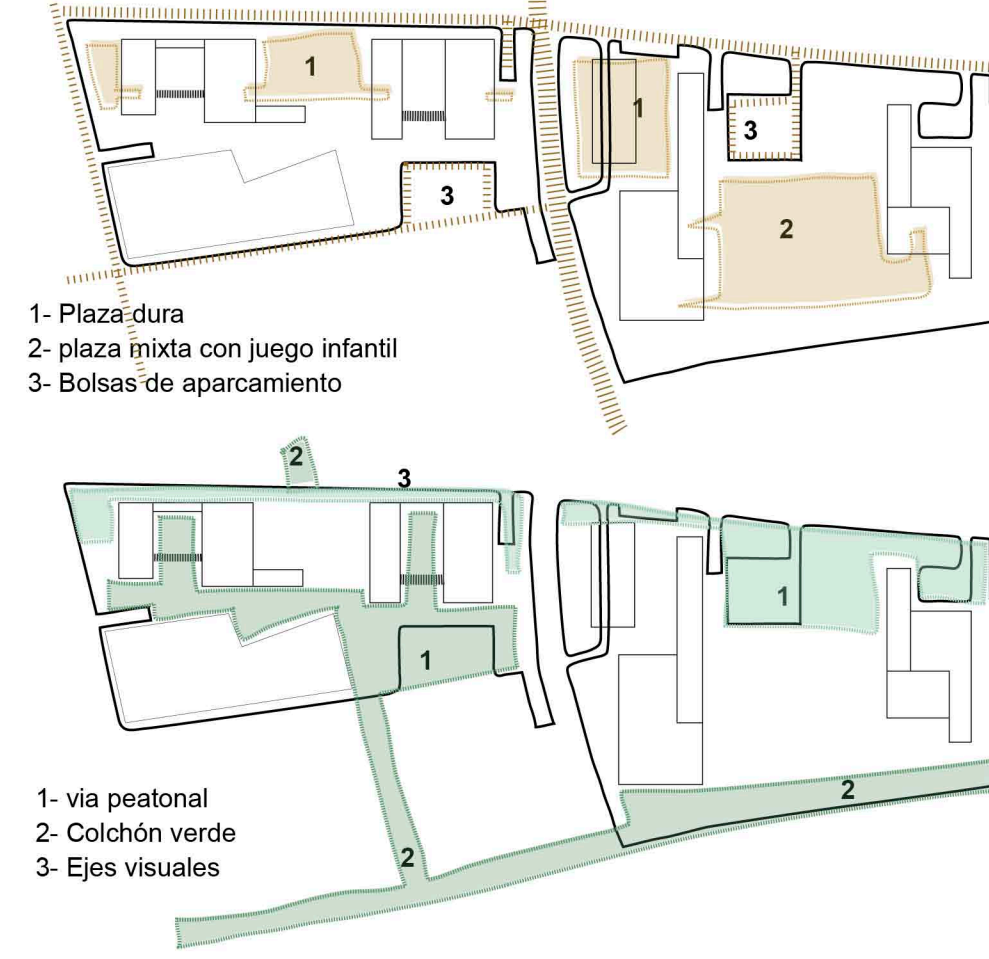 1
1
3
3
2
1- Plaza dura
2- plaza mixta con juego infantil
3- Bolsas de aparcamiento
2
3
1
1
2
1- via peatonal
2- Colchón verde
2
3- Ejes visuales